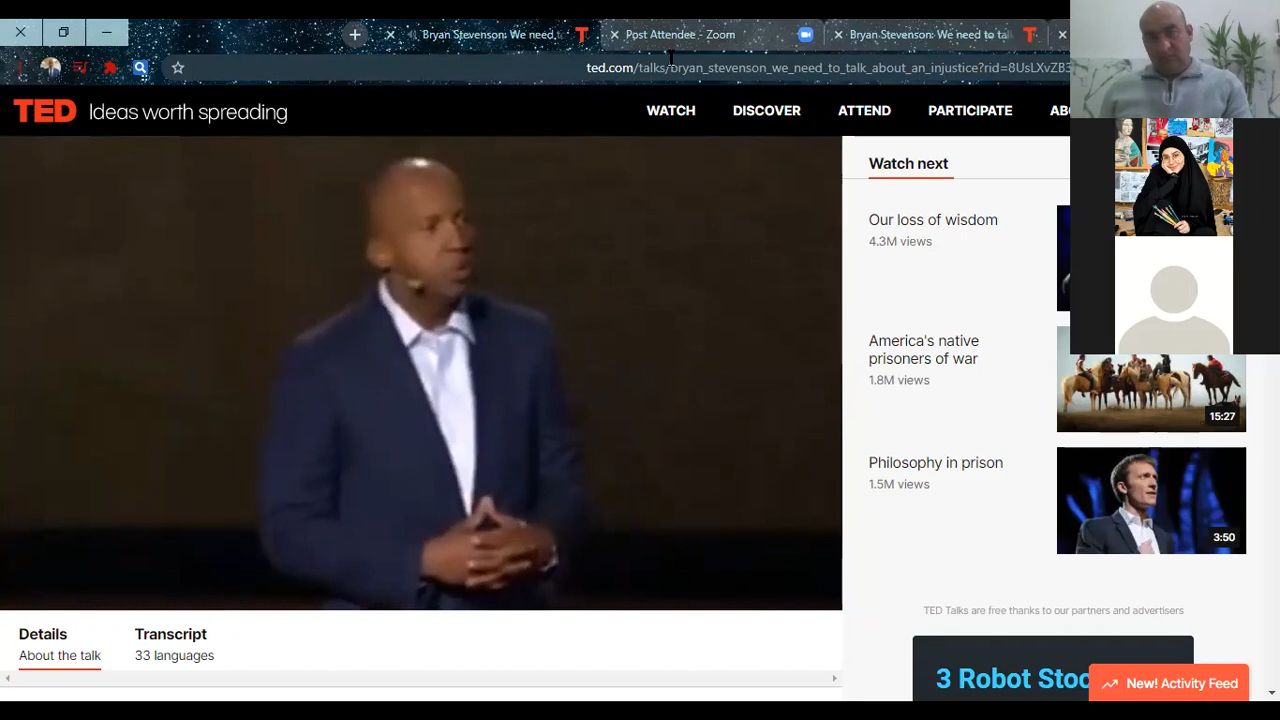 Bryan Stevenson: We need
Post Attendee - Zoom
Bryan Stevenson: We need to tal
ted.com/talks/bryan_stevenson_we_need_to_talk_about_an_injustice?rid=8UsLXvZB3
TED Ideas worth spreading
WATCH DISCOVER ATTEND PARTICIPATE AB
Watch next
Our loss of wisdom
4.3M views
America's native
prisoners of war
1.8M views
15:27
Philosophy in prison
1.5M views
3:50
TED Talks are free thanks to our partners and advertisers
3 Robot Stoc
New! Activity Feed
Details
About the talk
Transcript
33 languages